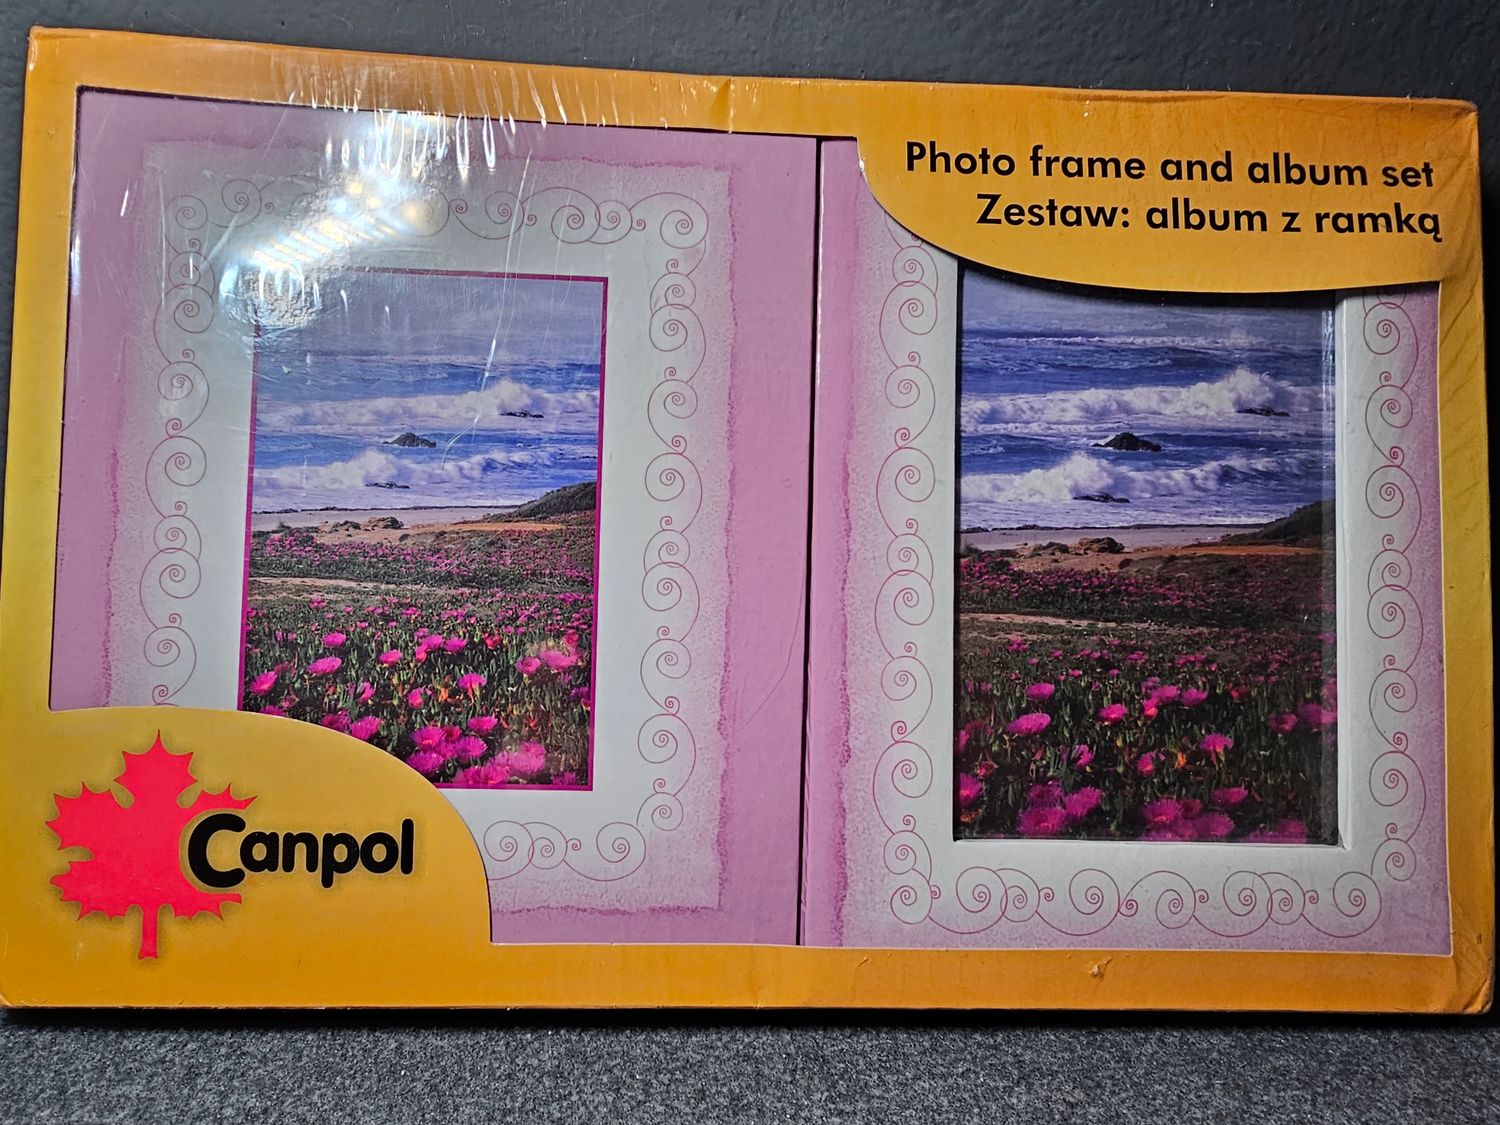 Photo frame and album set
Zestaw: album z ramką
Canpol